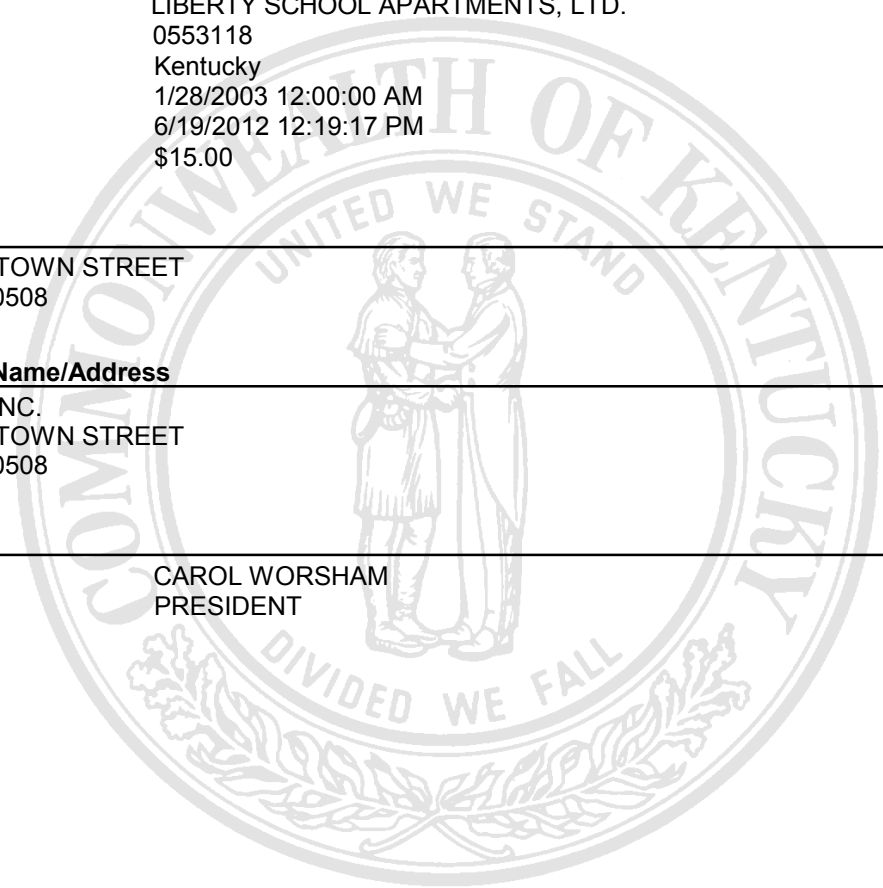 LIBERTY SCHOOL APARTMENTS, LTD.
0553118
Kentucky
1/28/2003 12:00:00 AM
6/19/2012 12:19:17 PM
$15.00
TOWN STREET
0508
Name/Address
NC.
TOWN STREET
0508
CAROL WORSHAM
PRESIDENT
COMMONWEALTH OF KENTUCKY
UNITED WE STAND
DIVIDED WE FALL